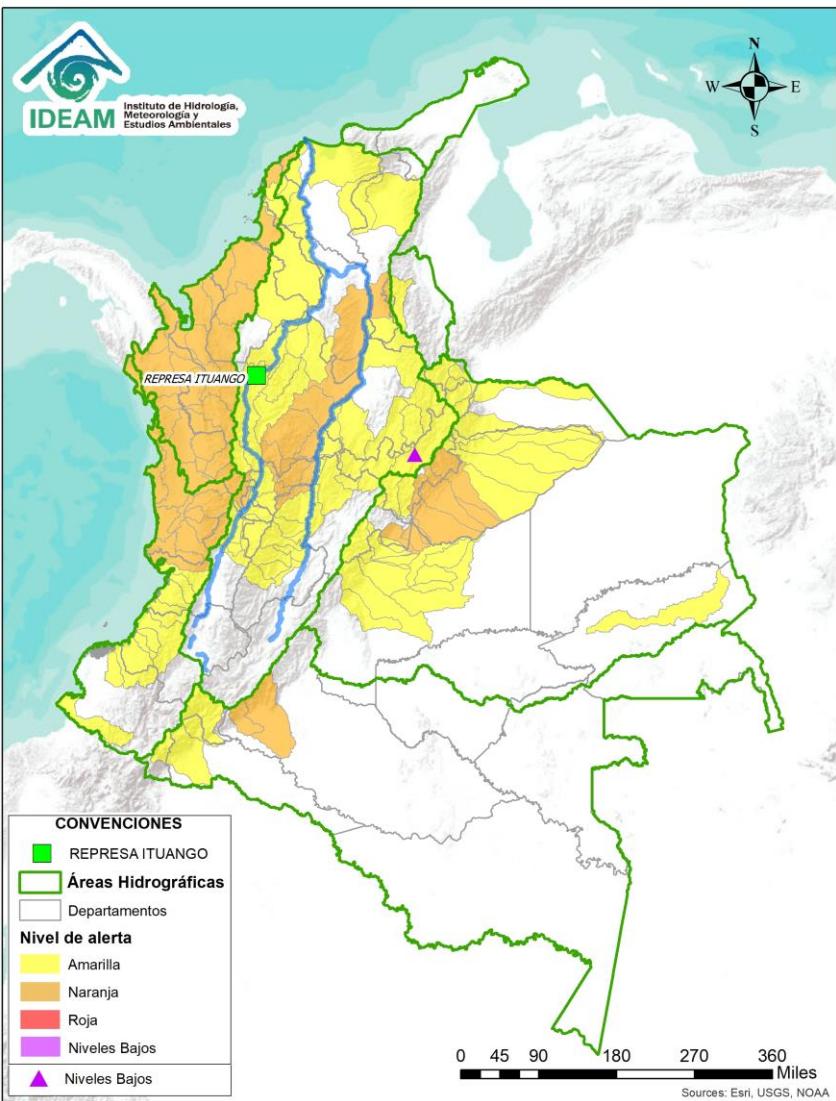 IDEAM
Instituto de Hidrología,
Meteorología y
Estudios Ambientales
N
W
E
S
REPRESA ITUANGO
CONVENCIONES
REPRESA ITUANGO
Áreas Hidrográficas
Departamentos
Nivel de alerta
Amarilla
Naranja
Roja
Niveles Bajos
Niveles Bajos
0 45 90 180 270 360
Miles
Sources: Esri, USGS, NOAA